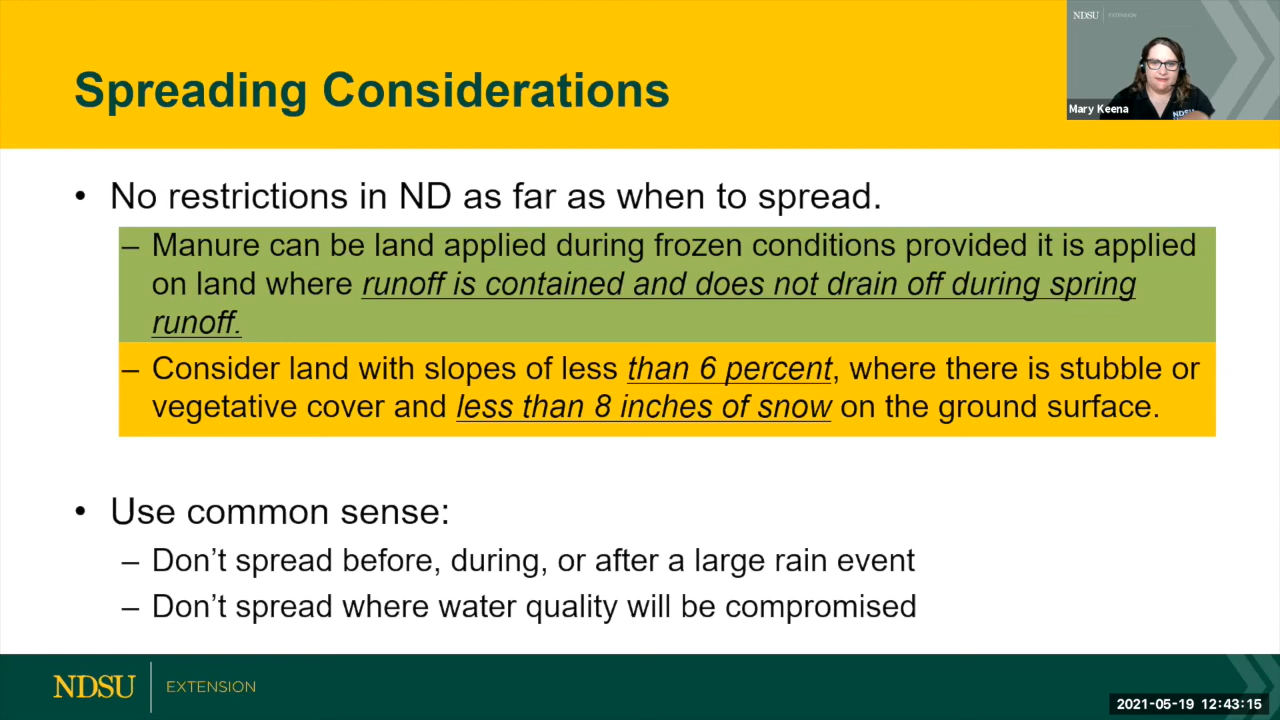 NDSU EXTENSION
Spreading Considerations
Mary Keena
NDSU
• No restrictions in ND as far as when to spread.
– Manure can be land applied during frozen conditions provided it is applied
on land where runoff is contained and does not drain off during spring
runoff.
– Consider land with slopes of less than 6 percent, where there is stubble or
vegetative cover and less than 8 inches of snow on the ground surface.
• Use common sense:
– Don’t spread before, during, or after a large rain event
– Don’t spread where water quality will be compromised
NDSU EXTENSION
2021-05-19 12:43:15